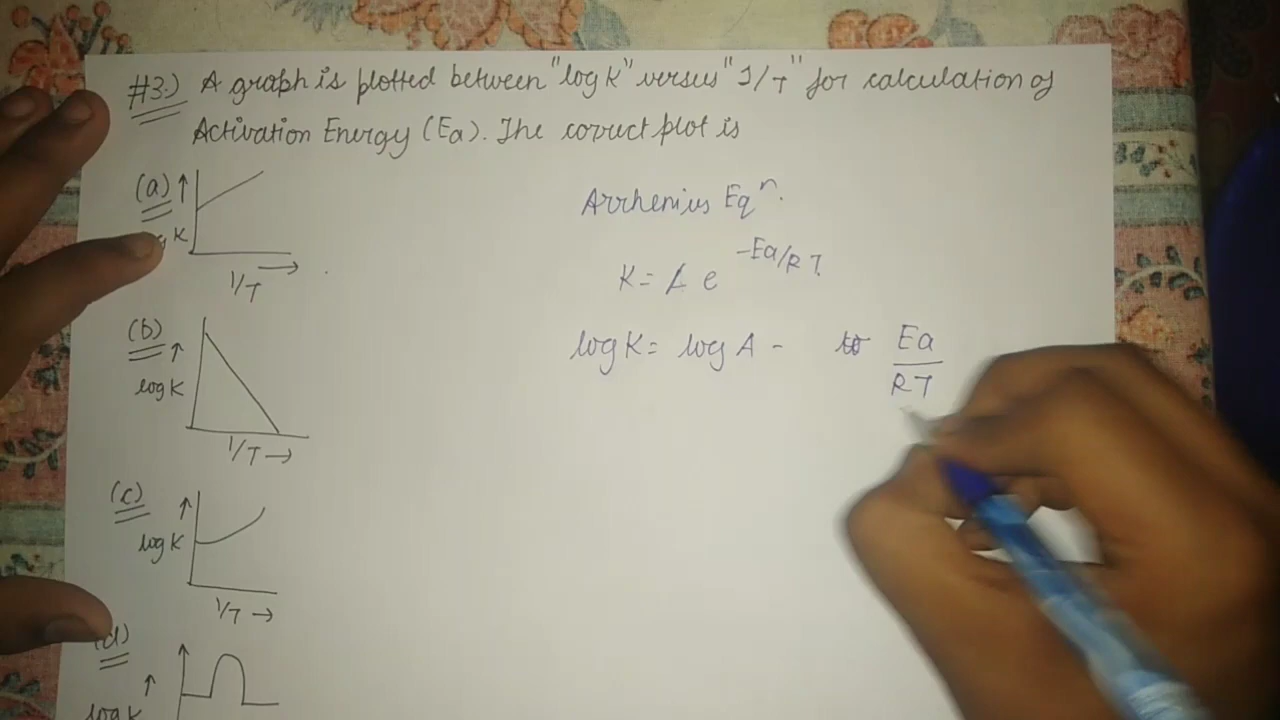 #3:) A graph is plotted between "log K" versus "1/T" for calculation of
Activation Energy (Ea). The correct plot is
(a)
K
1/T
(b)
log K
1/T
(c)
log K
1/T
(d)
log K
Arrhenius Eqn.
K = A e -Ea/RT
log K = log A - Ea/RT